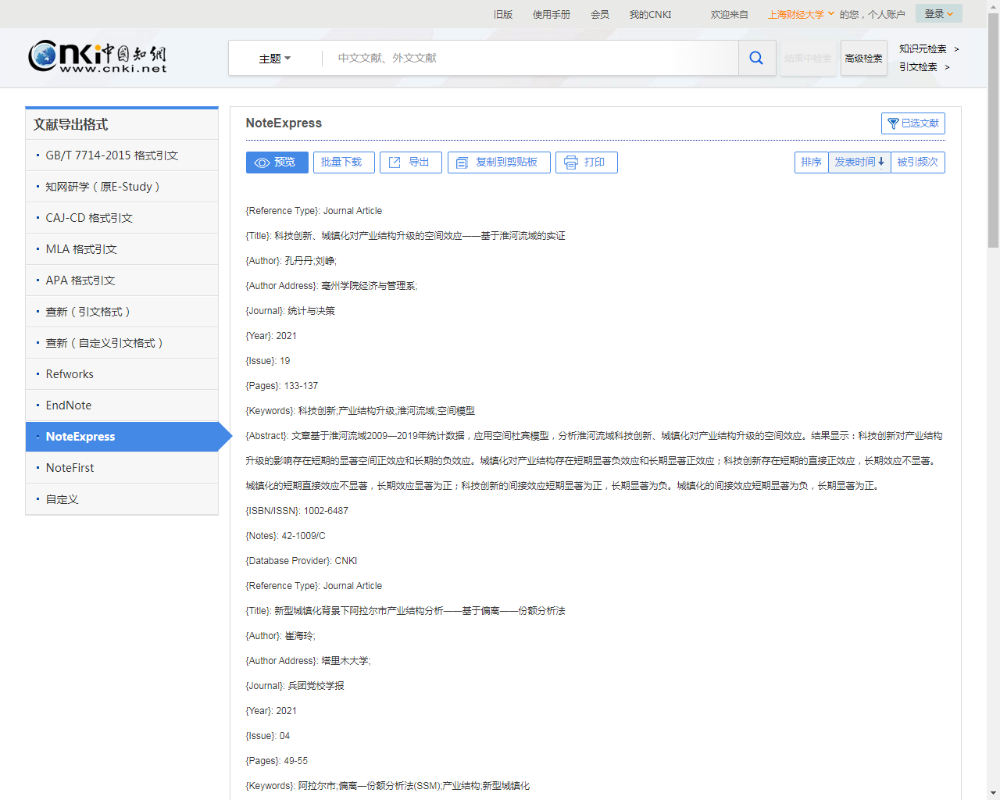 旧版 使用手册 会员 我的CNKI 欢迎来自 上海财经大学 的您，个人账户 登录
Cnki中国知網
www.cnki.net
主题 中文文献、外文文献 结果中检索 高级检索
知识元检索 >
引文检索 >
文献导出格式
GB/T 7714-2015 格式引文
知网研学（原E-Study）
CAJ-CD 格式引文
MLA 格式引文
APA 格式引文
查新（引文格式）
查新（自定义引文格式）
Refworks
EndNote
NoteExpress
NoteFirst
自定义
NoteExpress 已选文献
预览 批量下载 导出 复制到剪贴板 打印 排序 发表时间 被引频次
{Reference Type}: Journal Article
{Title}: 科技创新、城镇化对产业结构升级的空间效应——基于淮河流域的实证
{Author}: 孔丹丹;刘峥;
{Author Address}: 亳州学院经济与管理系;
{Journal}: 统计与决策
{Year}: 2021
{Issue}: 19
{Pages}: 133-137
{Keywords}: 科技创新;产业结构升级;淮河流域;空间模型
{Abstract}: 文章基于淮河流域2009—2019年统计数据，应用空间杜宾模型，分析淮河流域科技创新、城镇化对产业结构升级的空间效应。结果显示：科技创新对产业结构
升级的影响存在短期的显著空间正效应和长期的负效应。城镇化对产业结构存在短期显著负效应和长期显著正效应；科技创新存在短期的直接正效应，长期效应不显著。
城镇化的短期直接效应不显著，长期效应显著为正；科技创新的间接效应短期显著为正，长期显著为负。城镇化的间接效应短期显著为负，长期显著为正。
{ISBN/ISSN}: 1002-6487
{Notes}: 42-1009/C
{Database Provider}: CNKI
{Reference Type}: Journal Article
{Title}: 新型城镇化背景下阿拉尔市产业结构分析——基于偏离——份额分析法
{Author}: 崔海玲;
{Author Address}: 塔里木大学;
{Journal}: 兵团党校学报
{Year}: 2021
{Issue}: 04
{Pages}: 49-55
{Keywords}: 阿拉尔市;偏离—份额分析法(SSM);产业结构;新型城镇化